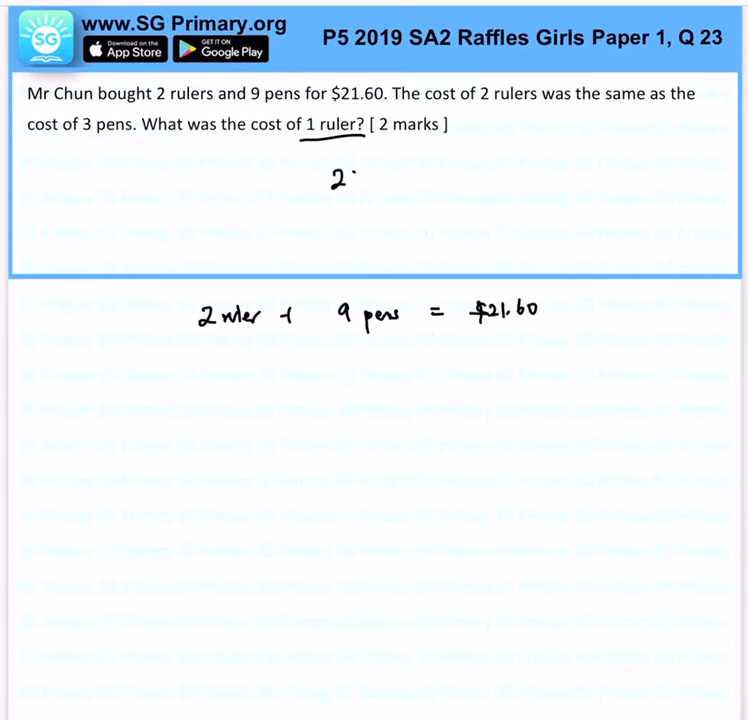 www.SG Primary.org
SG
Download on the
App Store
GET IT ON
Google Play
P5 2019 SA2 Raffles Girls Paper 1, Q 23
Mr Chun bought 2 rulers and 9 pens for $21.60. The cost of 2 rulers was the same as the
cost of 3 pens. What was the cost of 1 ruler? [ 2 marks ]
2
2 ruler + 9 pens = $21.60